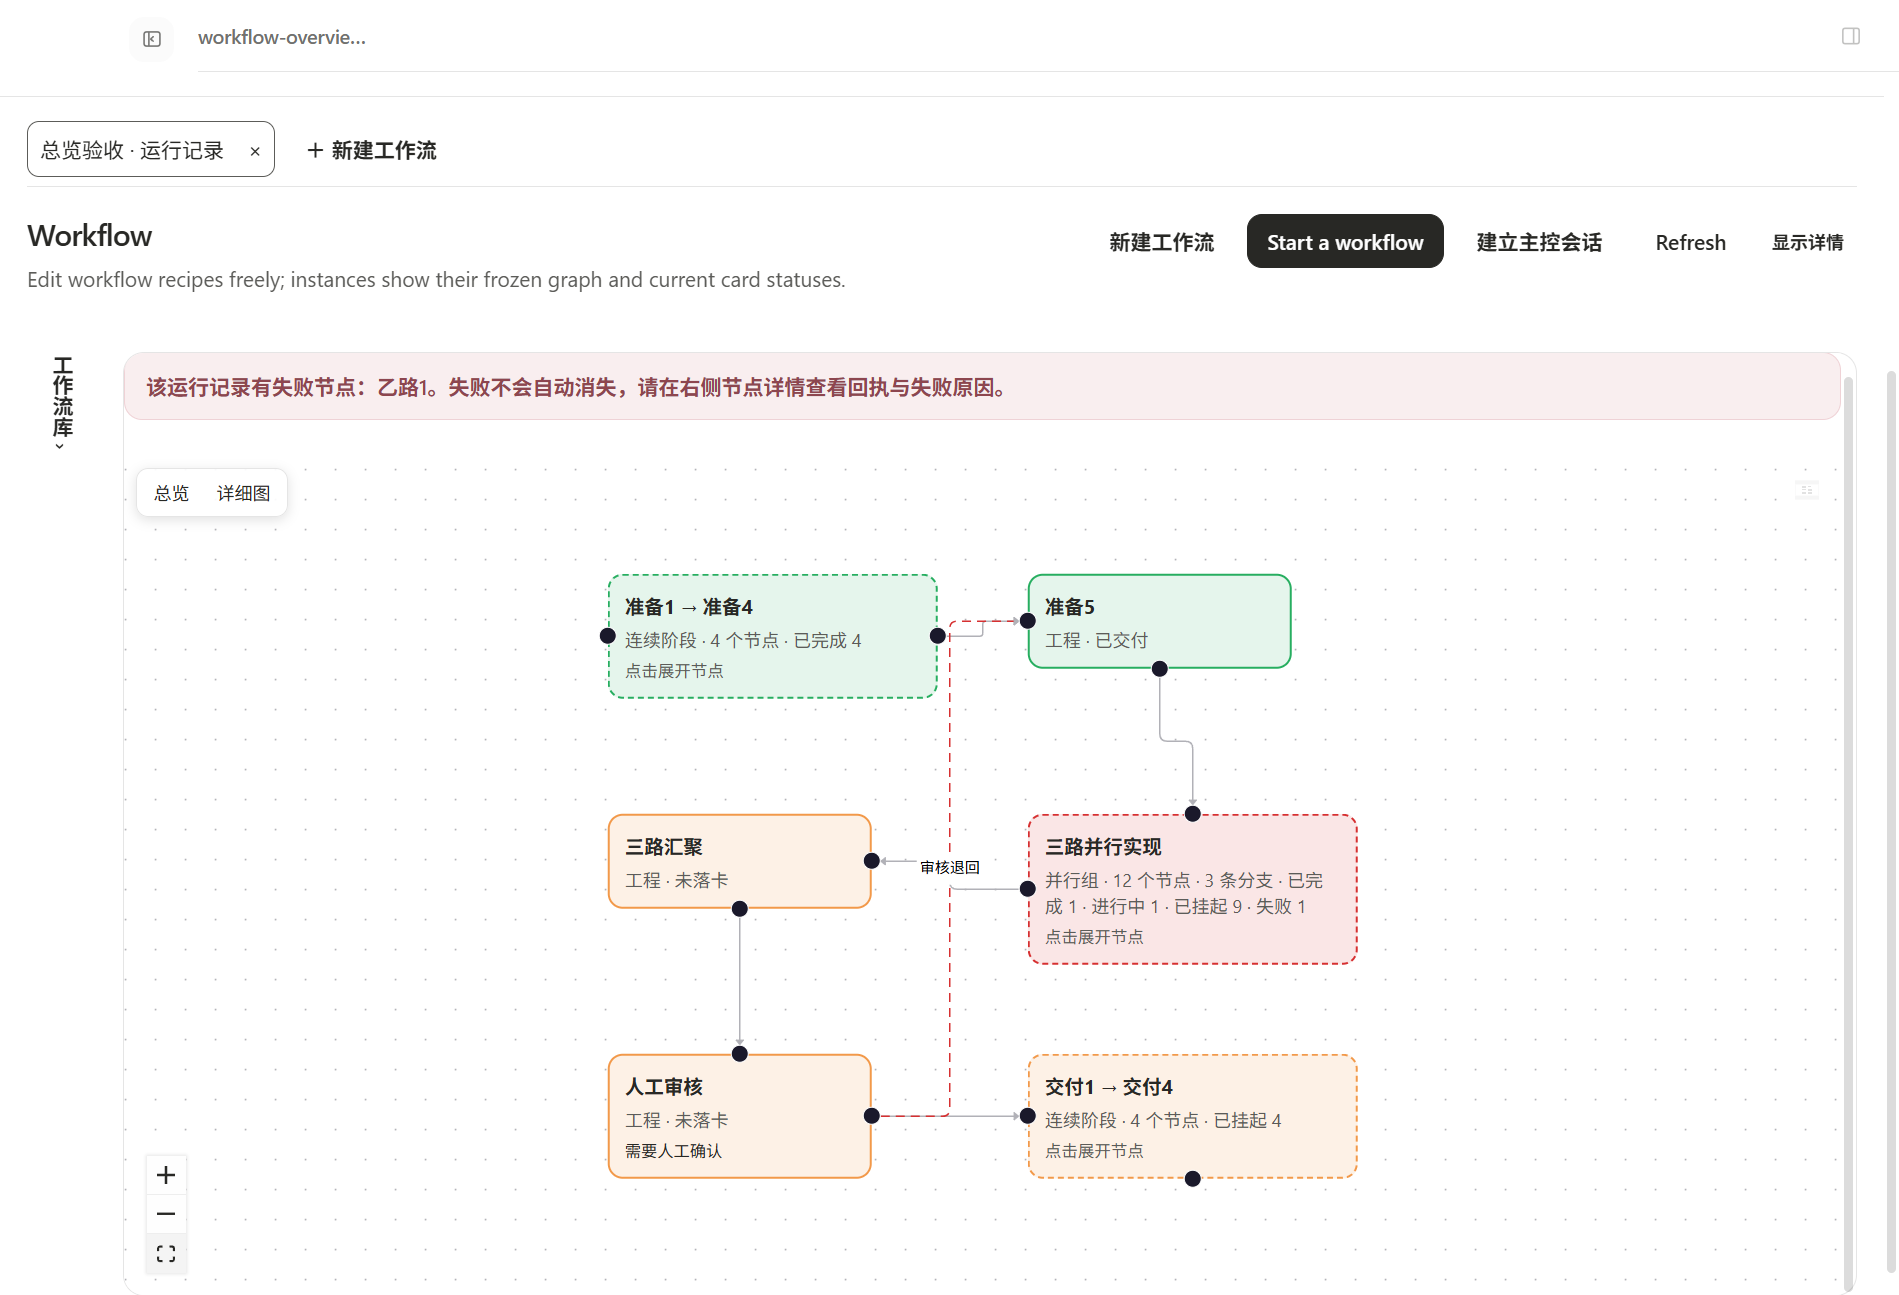 workflow-overvie...
总览验收 · 运行记录 ×
+ 新建工作流
Workflow
Edit workflow recipes freely; instances show their frozen graph and current card statuses.
新建工作流
Start a workflow
建立主控会话
Refresh
显示详情
工作流库
该运行记录有失败节点：乙路1。失败不会自动消失，请在右侧节点详情查看回执与失败原因。
总览
详细图
准备1 → 准备4
连续阶段 · 4 个节点 · 已完成 4
点击展开节点
准备5
工程 · 已交付
三路汇聚
工程 · 未落卡
审核退回
三路并行实现
并行组 · 12 个节点 · 3 条分支 · 已完
成 1 · 进行中 1 · 已挂起 9 · 失败 1
点击展开节点
人工审核
工程 · 未落卡
需要人工确认
交付1 → 交付4
连续阶段 · 4 个节点 · 已挂起 4
点击展开节点